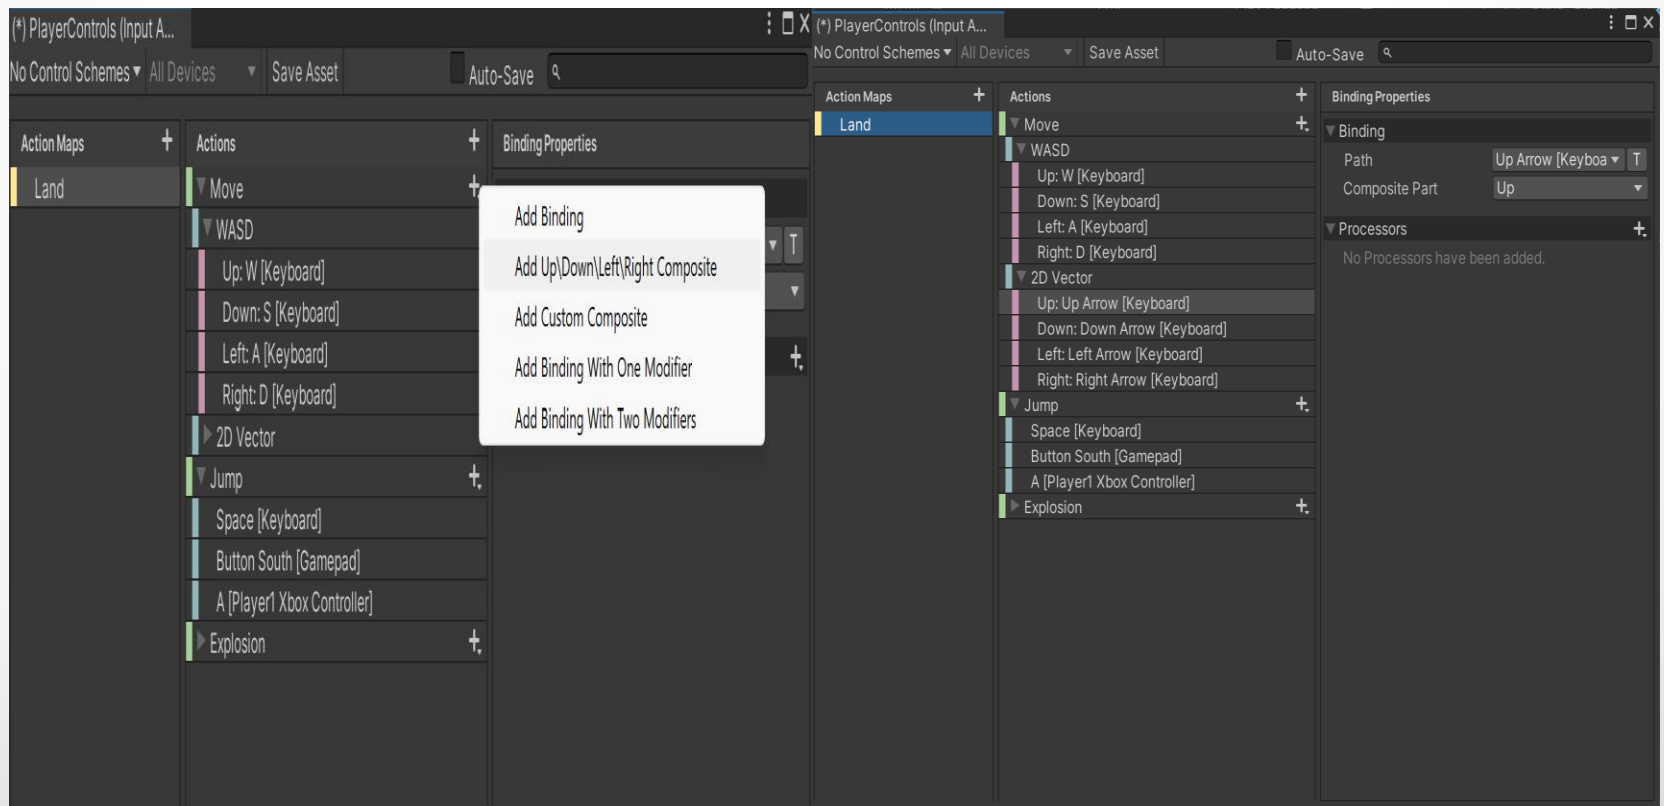 (*) PlayerControls (Input A...
No Control Schemes
All Devices
Save Asset
Auto-Save
Action Maps
Actions
Binding Properties
Land
Move
WASD
Up: W [Keyboard]
Down: S [Keyboard]
Left: A [Keyboard]
Right: D [Keyboard]
2D Vector
Jump
Space [Keyboard]
Button South [Gamepad]
A [Player1 Xbox Controller]
Explosion
T
Add Binding
Add Up\Down\Left\Right Composite
Add Custom Composite
Add Binding With One Modifier
Add Binding With Two Modifiers
(*) PlayerControls (Input A...
No Control Schemes
All Devices
Save Asset
Auto-Save
Action Maps
Actions
Binding Properties
Land
Move
WASD
Up: W [Keyboard]
Down: S [Keyboard]
Left: A [Keyboard]
Right: D [Keyboard]
2D Vector
Up: Up Arrow [Keyboard]
Down: Down Arrow [Keyboard]
Left: Left Arrow [Keyboard]
Right: Right Arrow [Keyboard]
Jump
Space [Keyboard]
Button South [Gamepad]
A [Player1 Xbox Controller]
Explosion
Binding
Path
Up Arrow [Keyboa
T
Composite Part
Up
Processors
No Processors have been added.